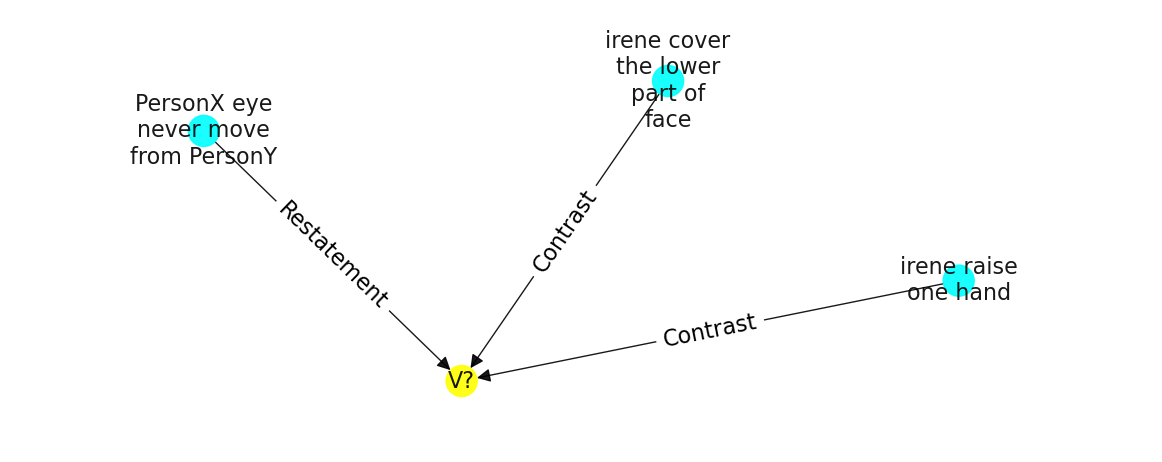 irene cover
the lower
part of
face
PersonX eye
never move
from PersonY
Restatement
Contrast
irene raise
one hand
Contrast
V?